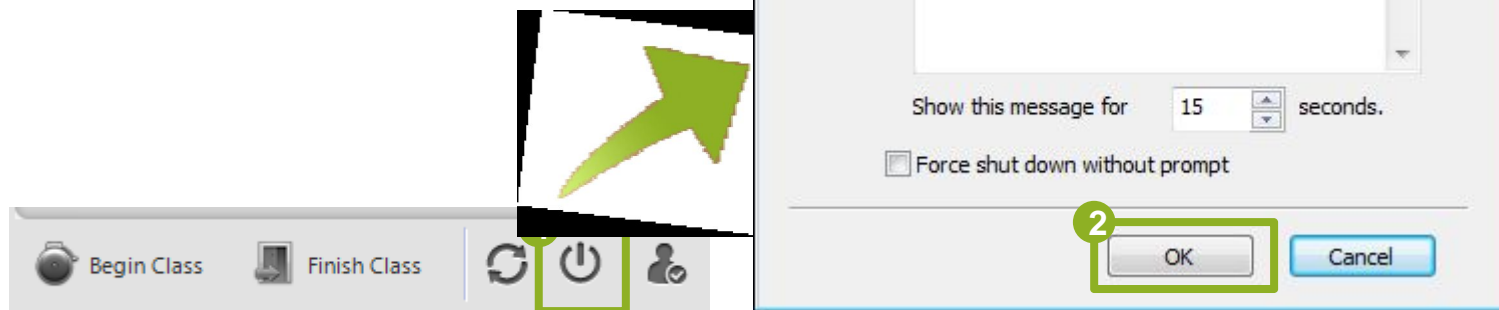 Show this message for 15 seconds.
Force shut down without prompt
2
OK Cancel
Begin Class Finish Class